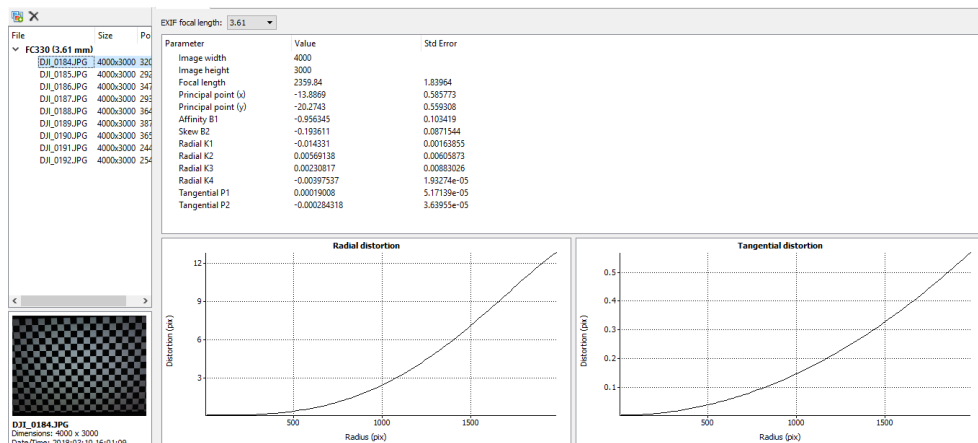 EXIF focal length: 3.61
File Size Po
FC330 (3.61 mm)
DJI_0184.JPG 4000x3000 320
DJI_0185.JPG 4000x3000 292
DJI_0186.JPG 4000x3000 347
DJI_0187.JPG 4000x3000 293
DJI_0188.JPG 4000x3000 364
DJI_0189.JPG 4000x3000 387
DJI_0190.JPG 4000x3000 365
DJI_0191.JPG 4000x3000 244
DJI_0192.JPG 4000x3000 254
Parameter Value Std Error
Image width 4000
Image height 3000
Focal length 2359.84 1.83964
Principal point (x) -13.8869 0.585773
Principal point (y) -20.2743 0.559308
Affinity B1 -0.956345 0.103419
Skew B2 -0.193611 0.0871544
Radial K1 -0.014331 0.00163855
Radial K2 0.00569138 0.00605873
Radial K3 0.00230817 0.00883026
Radial K4 -0.00397537 1.93274e-05
Tangential P1 0.00019008 5.17139e-05
Tangential P2 -0.000284318 3.63955e-05
Radial distortion
12
9
6
3
Distortion (pix)
500 1000 1500
Radius (pix)
Tangential distortion
0.5
0.4
0.3
0.2
0.1
Distortion (pix)
500 1000 1500
Radius (pix)
DJI_0184.JPG
Dimensions: 4000 x 3000
Date/Time: 2018:03:10 16:01:09